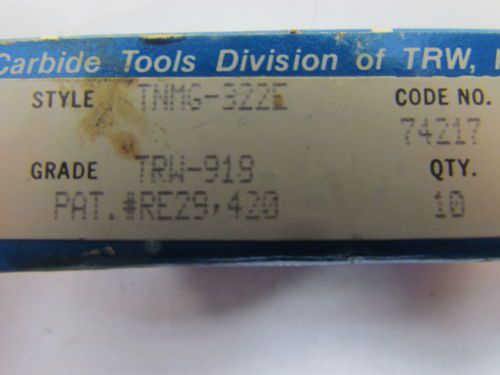 Carbide Tools Division of TRW,
STYLE TNMG-322E CODE NO.
74217
GRADE TRW-919 QTY.
PAT.#RE29,420 10